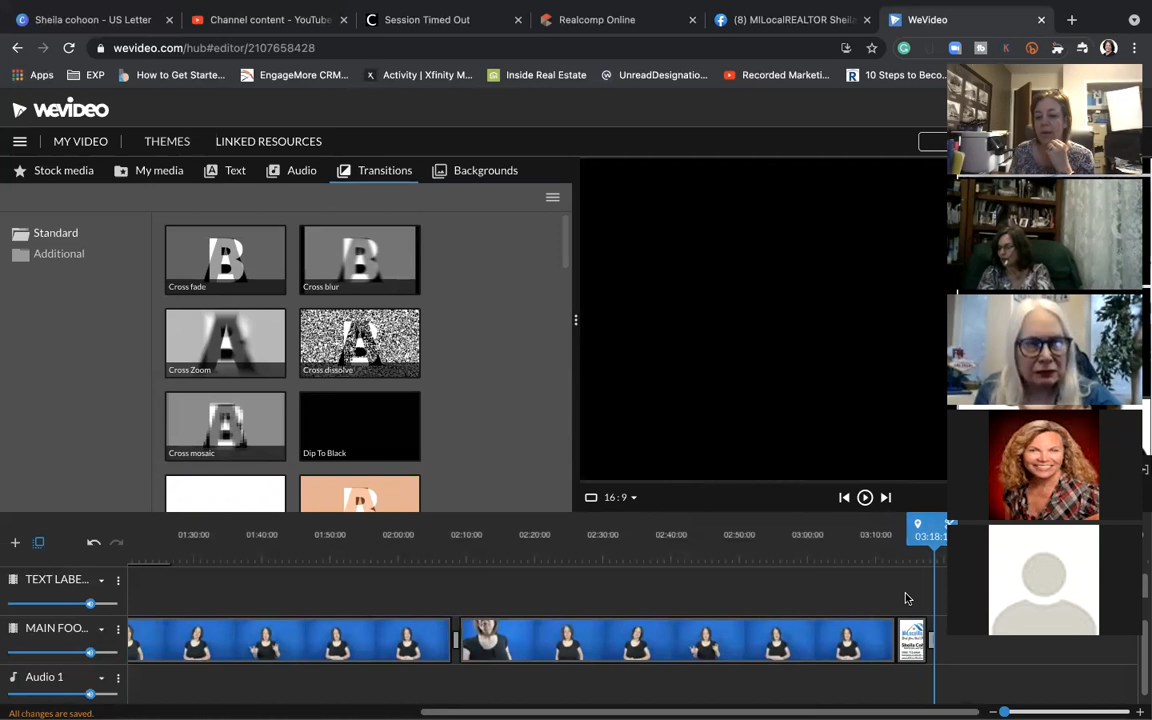 Sheila cohoon - US Letter
Channel content - YouTube
Session Timed Out
Realcomp Online
(8) MILocalREALTOR Sheila
WeVideo
wevideo.com/hub#editor/2107658428
Apps
EXP
How to Get Starte...
EngageMore CRM...
Activity | Xfinity M...
Inside Real Estate
UnreadDesignatio...
Recorded Marketi...
10 Steps to Beco...
WEVIDEO
MY VIDEO
THEMES
LINKED RESOURCES
Stock media
My media
Text
Audio
Transitions
Backgrounds
Standard
Additional
Cross fade
Cross blur
Cross Zoom
Cross dissolve
Cross mosaic
Dip To Black
16:9
01:30:00
01:40:00
01:50:00
02:00:00
02:10:00
02:20:00
02:30:00
02:40:00
02:50:00
03:00:00
03:10:00
03:18:1
TEXT LABE...
MAIN FOO...
Audio 1
All changes are saved.